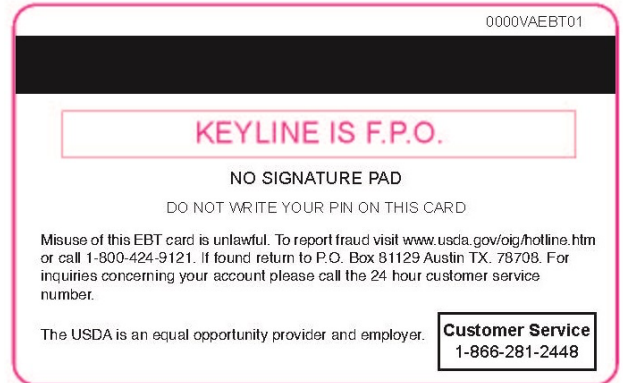 0000VAEBT01
KEYLINE IS F.P.O.
NO SIGNATURE PAD
DO NOT WRITE YOUR PIN ON THIS CARD
Misuse of this EBT card is unlawful. To report fraud visit www.usda.gov/oig/hotline.htm
or call 1-800-424-9121. If found return to P.O. Box 81129 Austin TX. 78708. For
inquiries concerning your account please call the 24 hour customer service
number.
The USDA is an equal opportunity provider and employer.
Customer Service
1-866-281-2448